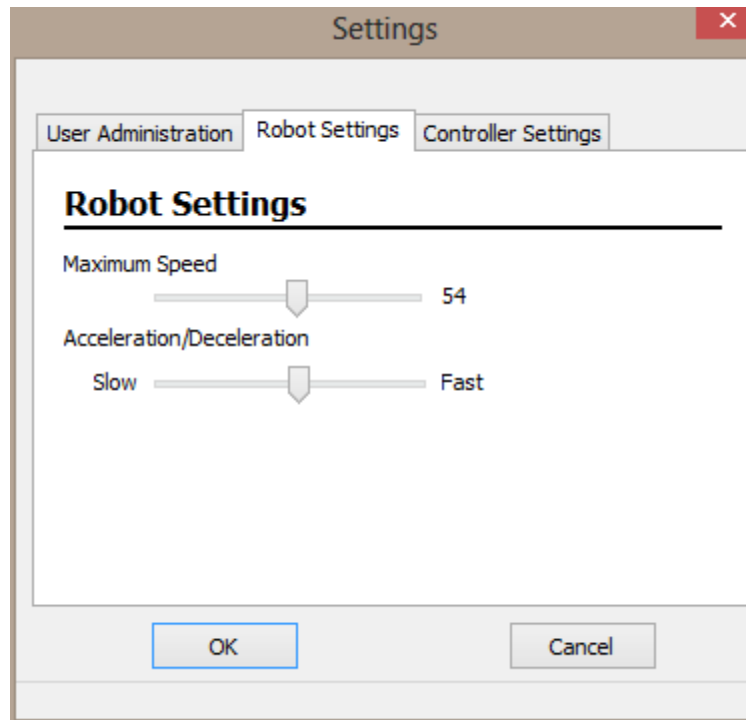 Settings
User Administration Robot Settings Controller Settings
Robot Settings
Maximum Speed
54
Acceleration/Deceleration
Slow Fast
OK Cancel